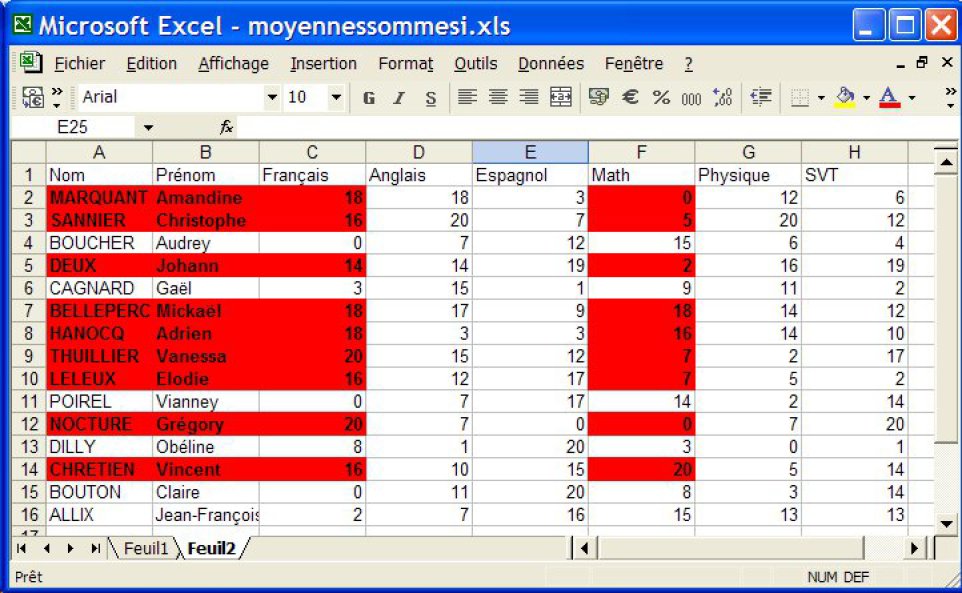 Microsoft Excel - moyennessommesi.xls
Fichier Edition Affichage Insertion Format Outils Données Fenêtre ?
Arial 10 G I S € % 000
E25 fx
A B C D E F G H
1 Nom Prénom Français Anglais Espagnol Math Physique SVT
2 MARQUANT Amandine 18 18 3 0 12 6
3 SANNIER Christophe 16 20 7 5 20 12
4 BOUCHER Audrey 0 7 12 15 6 4
5 DEUX Johann 14 14 19 2 16 19
6 CAGNARD Gaël 3 15 1 9 11 2
7 BELLEPERC Mickaël 18 17 9 18 14 12
8 HANOCQ Adrien 18 3 3 16 14 10
9 THUILLIER Vanessa 20 15 12 7 2 17
10 LELEUX Elodie 16 12 17 7 5 2
11 POIREL Vianney 0 7 17 14 2 14
12 NOCTURE Grégory 20 7 0 0 7 20
13 DILLY Obéline 8 1 20 3 0 1
14 CHRETIEN Vincent 16 10 15 20 5 14
15 BOUTON Claire 0 11 20 8 3 14
16 ALLIX Jean-François 2 7 16 15 13 13
17
Feuil1 Feuil2
Prêt NUM DEF